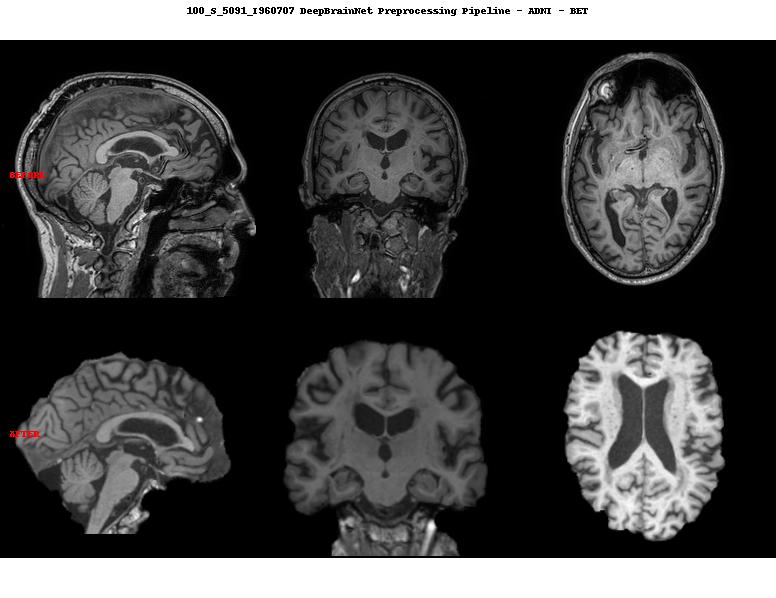 100_S_5091_I960707 DeepBrainNet Preprocessing Pipeline - ADNI - BET
BEFORE
AFTER